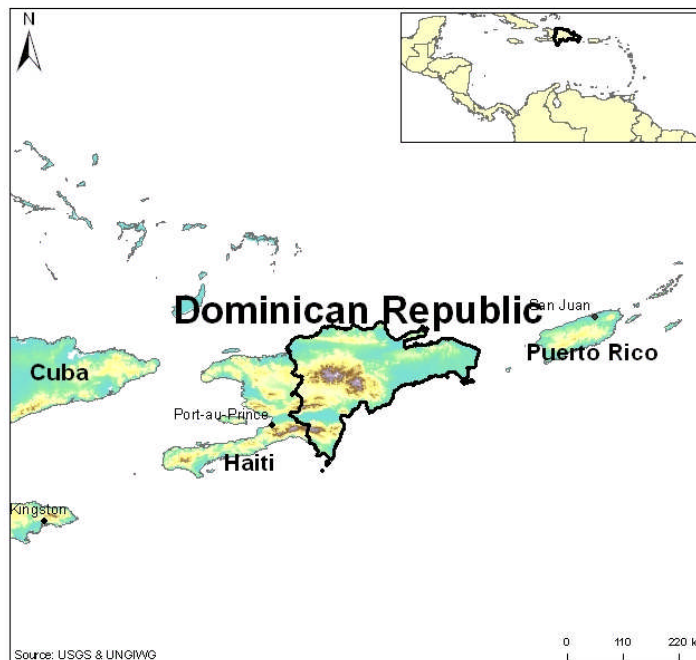 N
Dominican Republic
San Juan
Puerto Rico
Cuba
Port-au-Prince
Haiti
Kingston
Source: USGS & UNGIWG
0 110 220 k